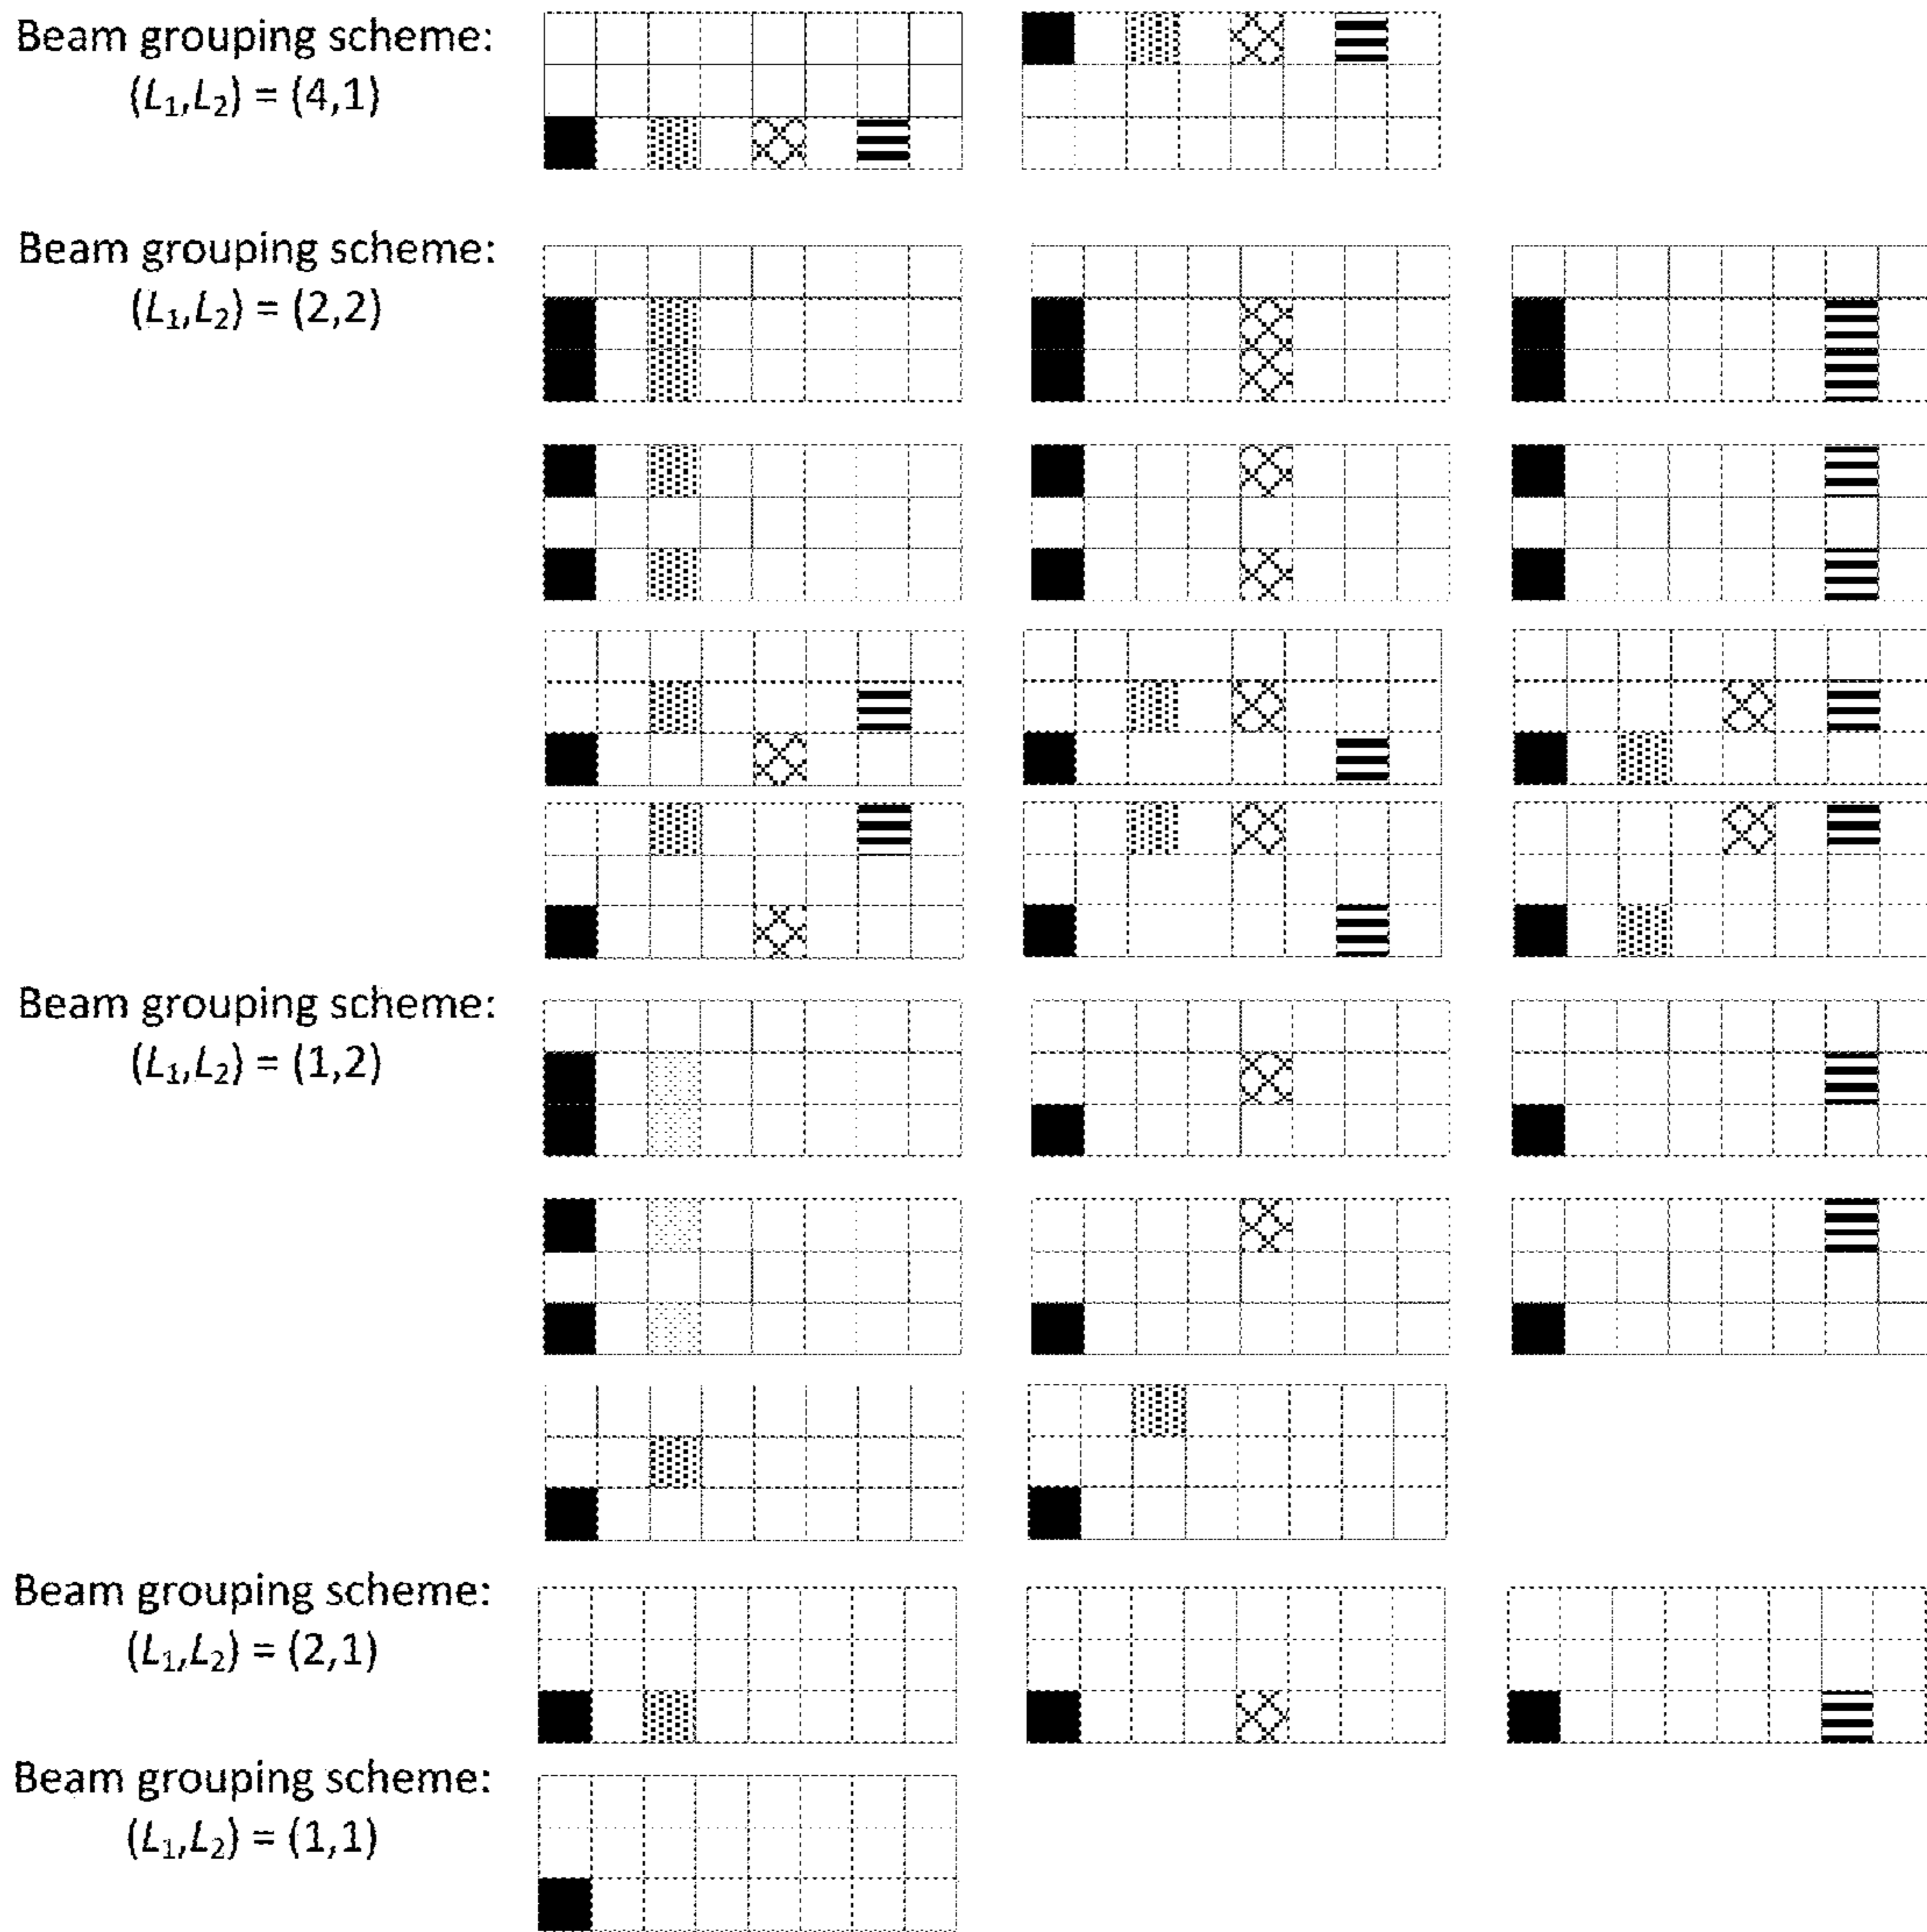 Beam grouping scheme:
(L₁,L₂) = (4,1)
Beam grouping scheme:
(L₁,L₂) = (2,2)
Beam grouping scheme:
(L₁,L₂) = (1,2)
Beam grouping scheme:
(L₁,L₂) = (2,1)
Beam grouping scheme:
(L₁,L₂) = (1,1)